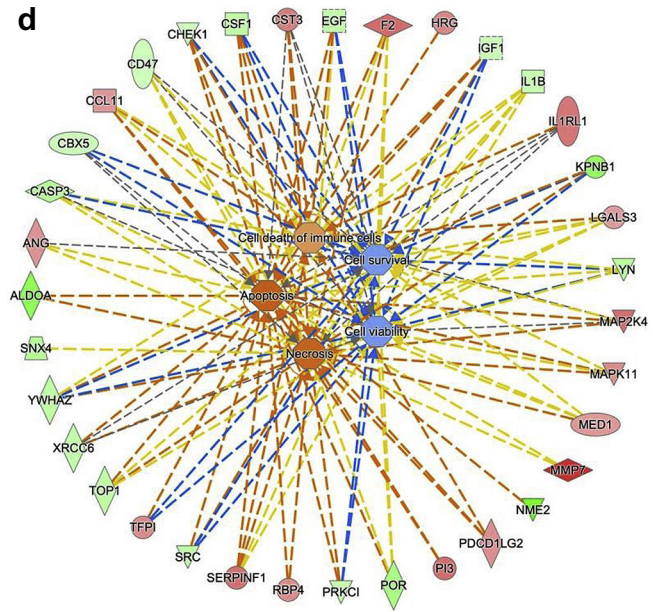 d
CHEK1
CSF1
CST3
EGF
F2
HRG
IGF1
IL1B
IL1RL1
KPNB1
LGALS3
LYN
MAP2K4
MAPK11
MED1
MMP7
NME2
PDCD1LG2
PI3
POR
PRKCI
RBP4
SERPINF1
SRC
TFPI
TOP1
XRCC6
YWHAZ
SNX4
ALDOA
ANG
CASP3
CBX5
CCL11
CD47
Cell death of immune cells
Cell survival
Apoptosis
Cell viability
Necrosis